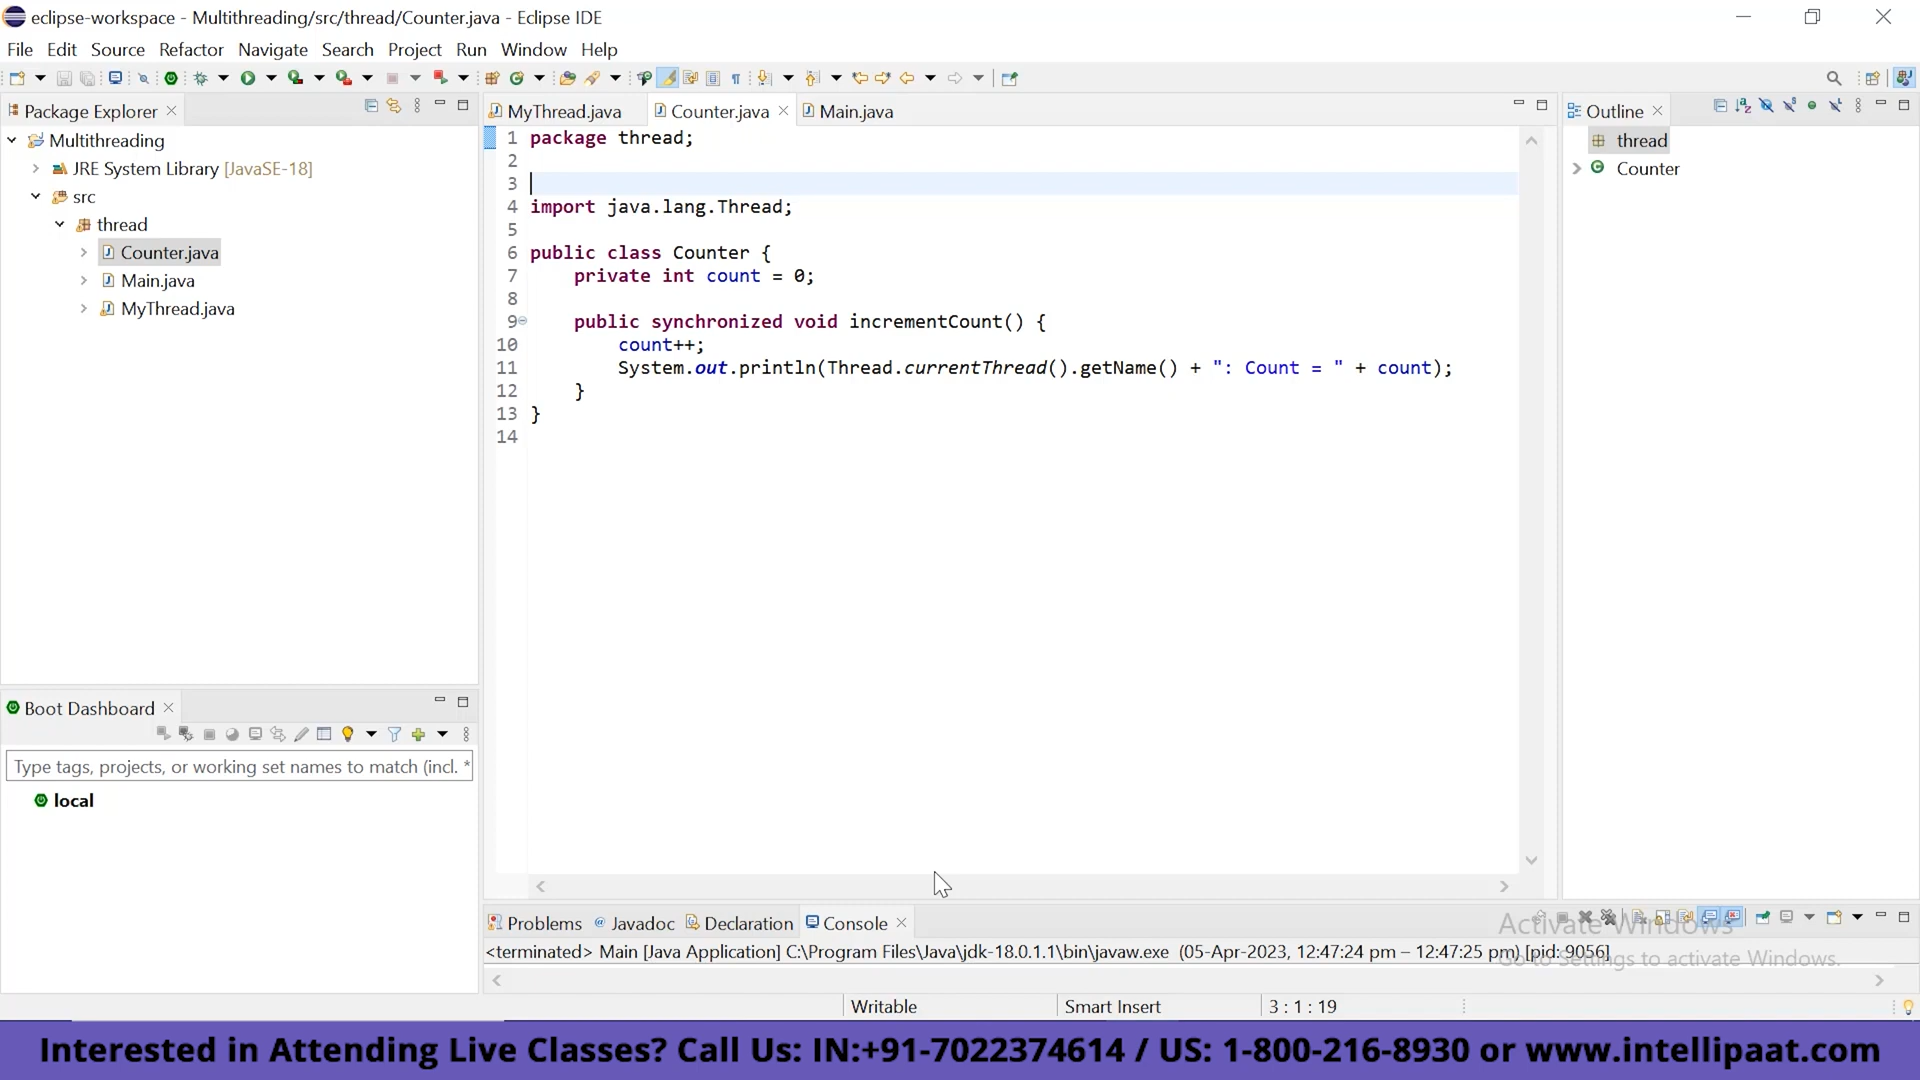 eclipse-workspace - Multithreading/src/thread/Counter.java - Eclipse IDE
File Edit Source Refactor Navigate Search Project Run Window Help
Package Explorer
Multithreading
JRE System Library [JavaSE-18]
src
thread
Counter.java
Main.java
MyThread.java
MyThread.java Counter.java Main.java
1 package thread;
2
3
4 import java.lang.Thread;
5
6 public class Counter {
7 private int count = 0;
8
9 public synchronized void incrementCount() {
10 count++;
11 System.out.println(Thread.currentThread().getName() + ": Count = " + count);
12 }
13 }
14
Outline
thread
Counter
Boot Dashboard
Type tags, projects, or working set names to match (incl. *
local
Problems Javadoc Declaration Console
<terminated> Main [Java Application] C:\Program Files\Java\jdk-18.0.1.1\bin\javaw.exe (05-Apr-2023, 12:47:24 pm – 12:47:25 pm) [pid: 9056]
Activate Windows
Go to Settings to activate Windows.
Writable Smart Insert 3 : 1 : 19
Interested in Attending Live Classes? Call Us: IN:+91-7022374614 / US: 1-800-216-8930 or www.intellipaat.com